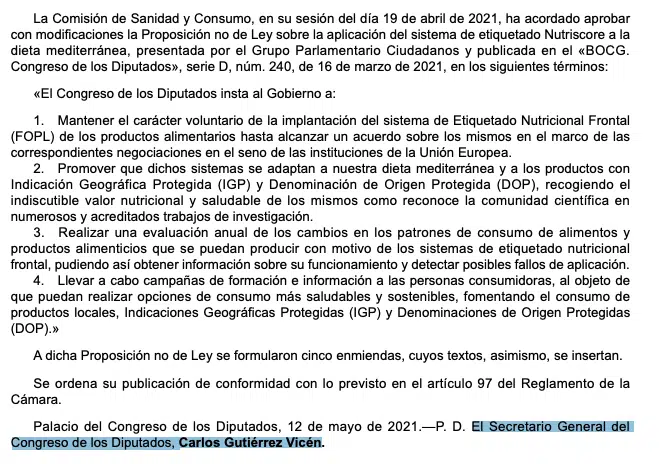 La Comisión de Sanidad y Consumo, en su sesión del día 19 de abril de 2021, ha acordado aprobar
con modificaciones la Proposición no de Ley sobre la aplicación del sistema de etiquetado Nutriscore a la
dieta mediterránea, presentada por el Grupo Parlamentario Ciudadanos y publicada en el «BOCG.
Congreso de los Diputados», serie D, núm. 240, de 16 de marzo de 2021, en los siguientes términos:
«El Congreso de los Diputados insta al Gobierno a:
1. Mantener el carácter voluntario de la implantación del sistema de Etiquetado Nutricional Frontal
(FOPL) de los productos alimentarios hasta alcanzar un acuerdo sobre los mismos en el marco de las
correspondientes negociaciones en el seno de las instituciones de la Unión Europea.
2. Promover que dichos sistemas se adaptan a nuestra dieta mediterránea y a los productos con
Indicación Geográfica Protegida (IGP) y Denominación de Origen Protegida (DOP), recogiendo el
indiscutible valor nutricional y saludable de los mismos como reconoce la comunidad científica en
numerosos y acreditados trabajos de investigación.
3. Realizar una evaluación anual de los cambios en los patrones de consumo de alimentos y
productos alimenticios que se puedan producir con motivo de los sistemas de etiquetado nutricional
frontal, pudiendo así obtener información sobre su funcionamiento y detectar posibles fallos de aplicación.
4. Llevar a cabo campañas de formación e información a las personas consumidoras, al objeto de
que puedan realizar opciones de consumo más saludables y sostenibles, fomentando el consumo de
productos locales, Indicaciones Geográficas Protegidas (IGP) y Denominaciones de Origen Protegidas
(DOP).»
A dicha Proposición no de Ley se formularon cinco enmiendas, cuyos textos, asimismo, se insertan.
Se ordena su publicación de conformidad con lo previsto en el artículo 97 del Reglamento de la
Cámara.
Palacio del Congreso de los Diputados, 12 de mayo de 2021.—P. D. El Secretario General del
Congreso de los Diputados, Carlos Gutiérrez Vicén.